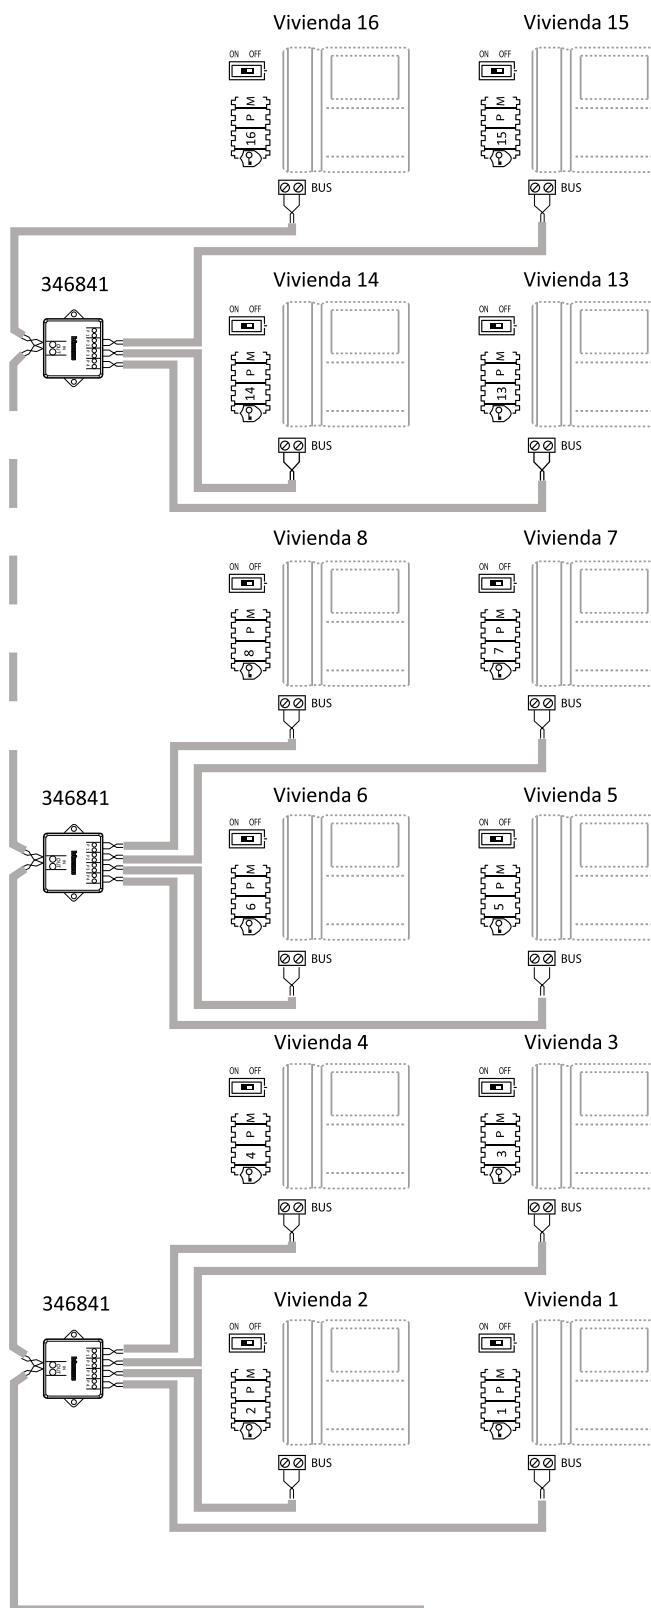 Vivienda 16 Vivienda 15
ON OFF ON OFF
M M
P P
16 15
BUS BUS
346841
Vivienda 14 Vivienda 13
ON OFF ON OFF
M M
P P
14 13
BUS BUS
Vivienda 8 Vivienda 7
ON OFF ON OFF
M M
P P
8 7
BUS BUS
346841
Vivienda 6 Vivienda 5
ON OFF ON OFF
M M
P P
6 5
BUS BUS
Vivienda 4 Vivienda 3
ON OFF ON OFF
M M
P P
4 3
BUS BUS
346841
Vivienda 2 Vivienda 1
ON OFF ON OFF
M M
P P
2 1
BUS BUS